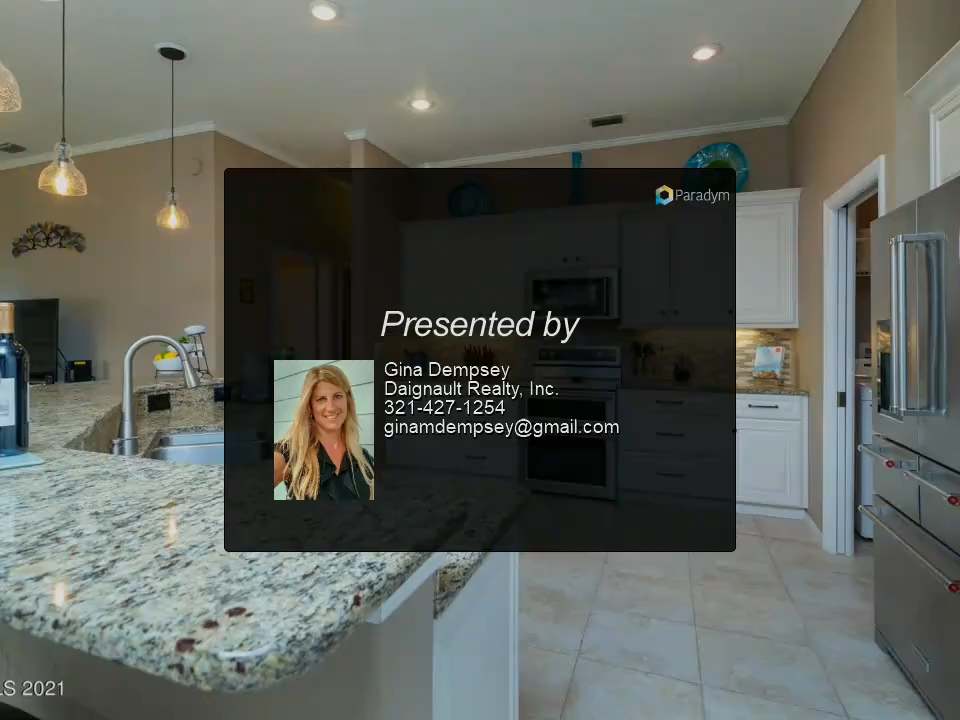 Paradym
Presented by
Gina Dempsey
Daignault Realty, Inc.
321-427-1254
ginamdempsey@gmail.com
LS 2021